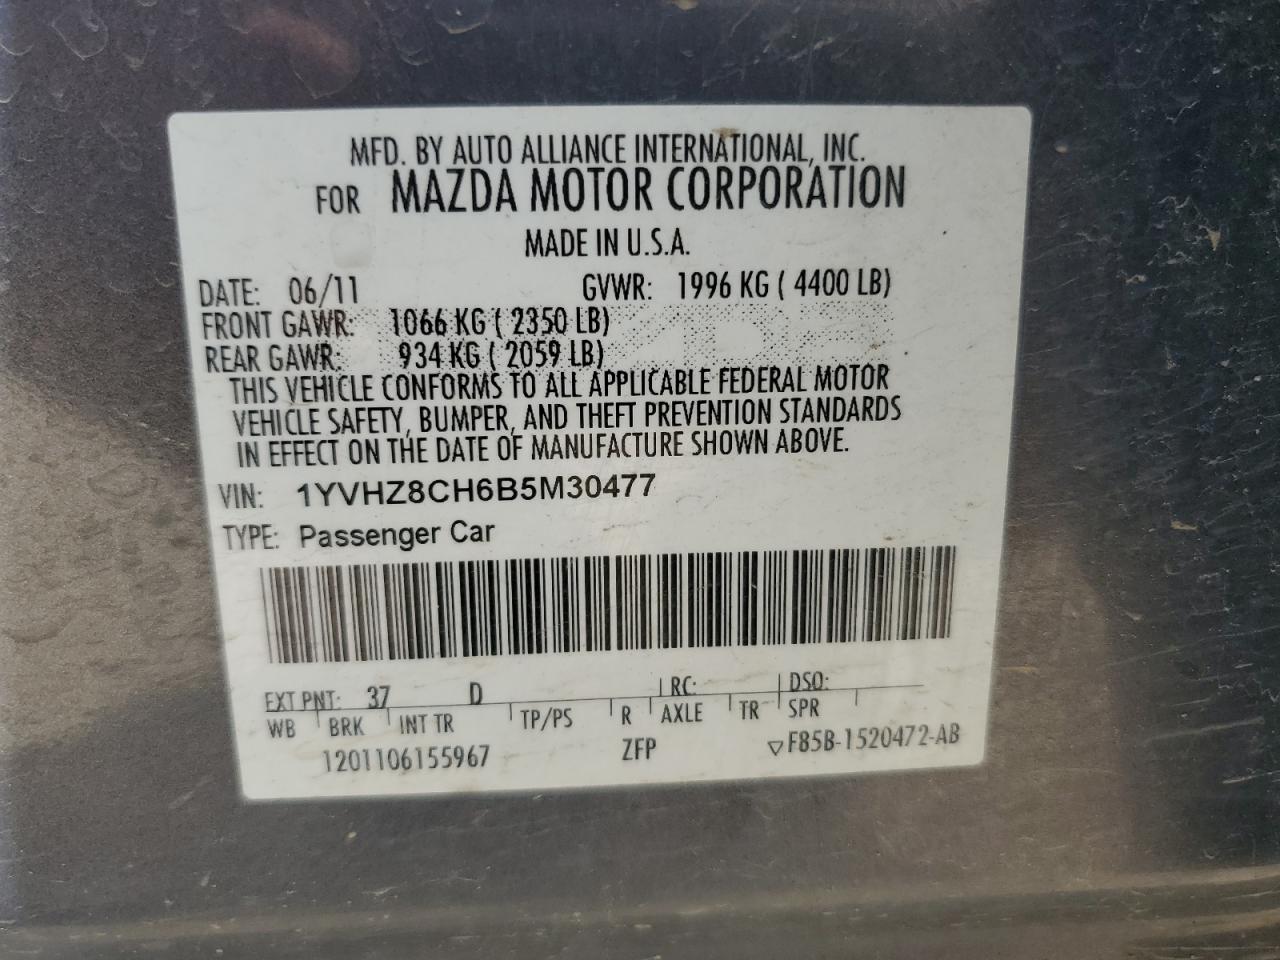 MFD. BY AUTO ALLIANCE INTERNATIONAL, INC.
FOR MAZDA MOTOR CORPORATION
MADE IN U.S.A.
DATE: 06/11 GVWR: 1996 KG ( 4400 LB)
FRONT GAWR: 1066 KG ( 2350 LB)
REAR GAWR: 934 KG ( 2059 LB)
THIS VEHICLE CONFORMS TO ALL APPLICABLE FEDERAL MOTOR
VEHICLE SAFETY, BUMPER, AND THEFT PREVENTION STANDARDS
IN EFFECT ON THE DATE OF MANUFACTURE SHOWN ABOVE.
VIN: 1YVHZ8CH6B5M30477
TYPE: Passenger Car
EXT PNT: 37 D RC: DSO:
WB BRK INT TR TP/PS R AXLE TR SPR
1201106155967 ZFP ▽F85B-1520472-AB